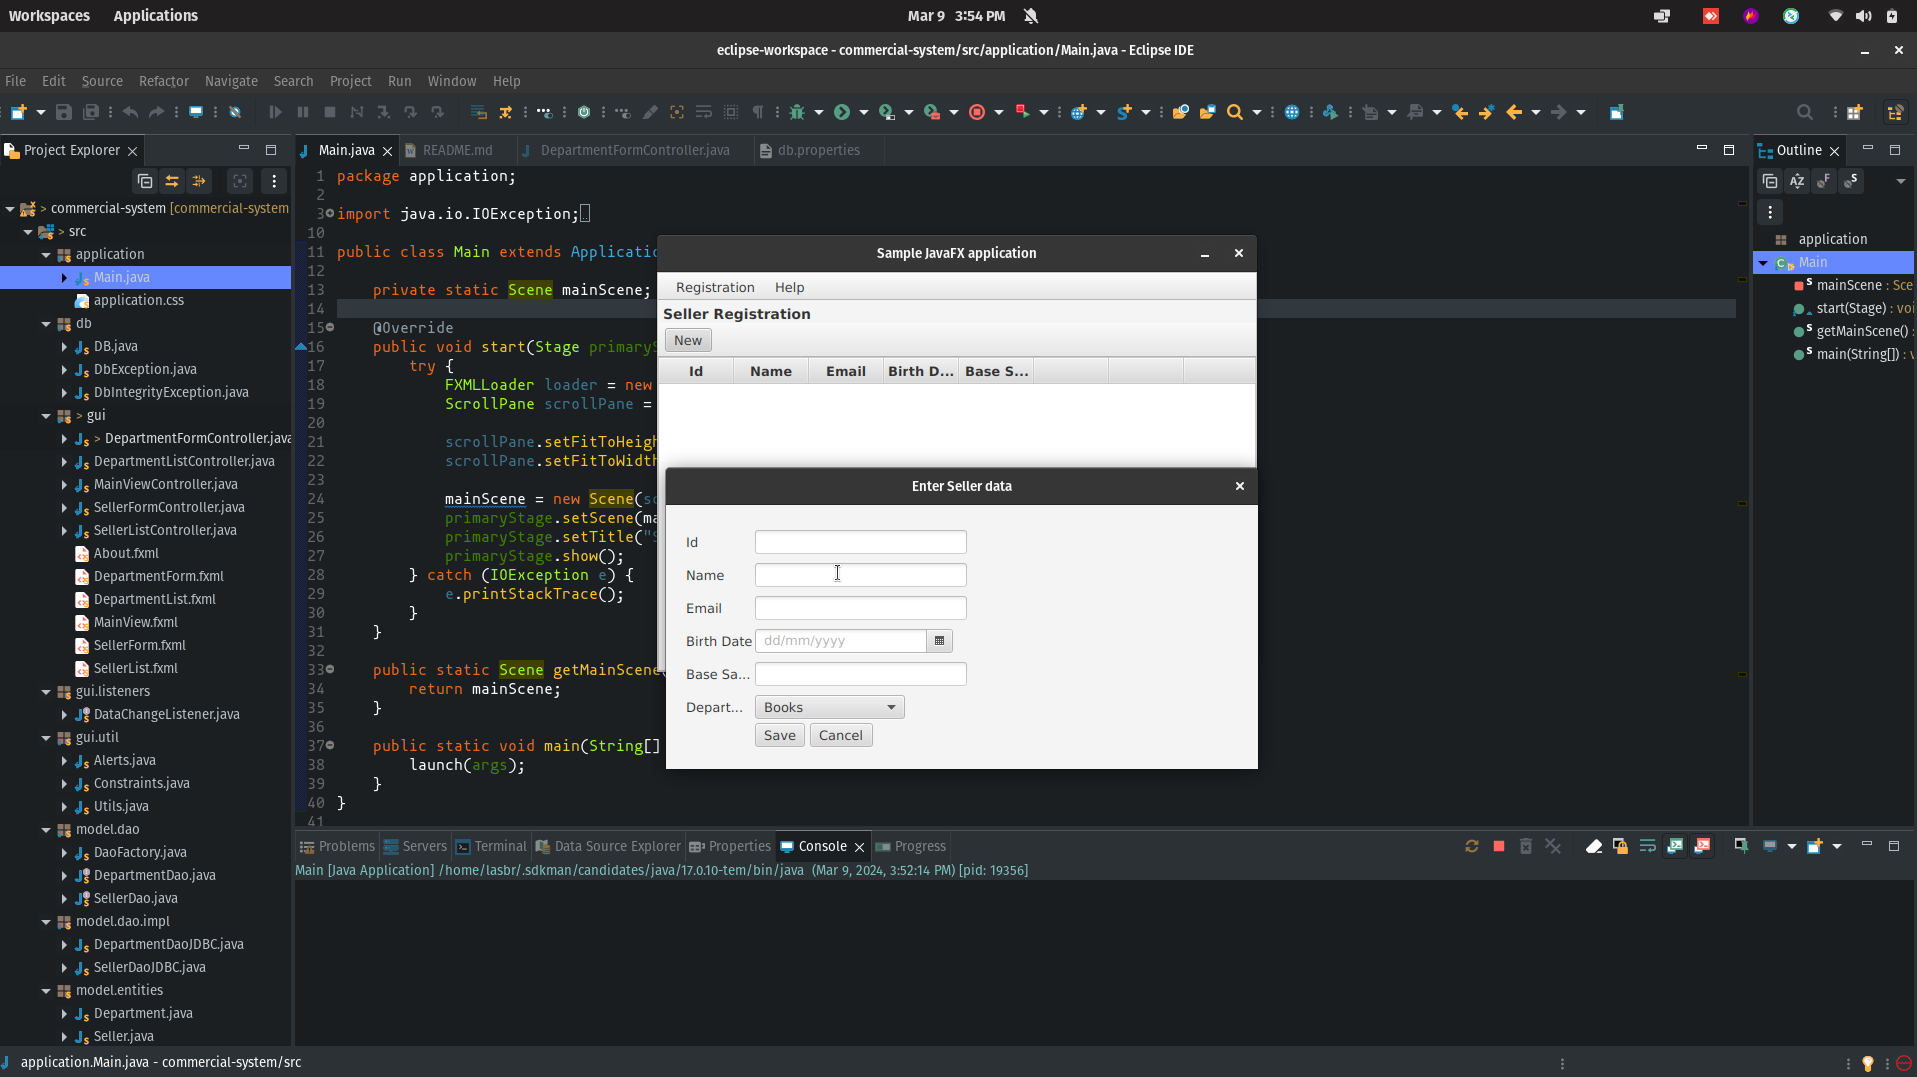 Workspaces Applications Mar 9 3:54 PM
eclipse-workspace - commercial-system/src/application/Main.java - Eclipse IDE
File Edit Source Refactor Navigate Search Project Run Window Help
Project Explorer
Main.java README.md DepartmentFormController.java db.properties
Outline
> commercial-system [commercial-system
> src
application
Main.java
application.css
db
DB.java
DbException.java
DbIntegrityException.java
> gui
> DepartmentFormController.java
DepartmentListController.java
MainViewController.java
SellerFormController.java
SellerListController.java
About.fxml
DepartmentForm.fxml
DepartmentList.fxml
MainView.fxml
SellerForm.fxml
SellerList.fxml
gui.listeners
DataChangeListener.java
gui.util
Alerts.java
Constraints.java
Utils.java
model.dao
DaoFactory.java
DepartmentDao.java
SellerDao.java
model.dao.impl
DepartmentDaoJDBC.java
SellerDaoJDBC.java
model.entities
Department.java
Seller.java
1 package application;
2
3 import java.io.IOException;
10
11 public class Main extends Applicatio
12
13 private static Scene mainScene;
14
15 @Override
16 public void start(Stage primaryS
17 try {
18 FXMLLoader loader = new
19 ScrollPane scrollPane =
20
21 scrollPane.setFitToHeigh
22 scrollPane.setFitToWidth
23
24 mainScene = new Scene(sc
25 primaryStage.setScene(ma
26 primaryStage.setTitle("S
27 primaryStage.show();
28 } catch (IOException e) {
29 e.printStackTrace();
30 }
31 }
32
33 public static Scene getMainScene(
34 return mainScene;
35 }
36
37 public static void main(String[]
38 launch(args);
39 }
40 }
41
Sample JavaFX application
Registration Help
Seller Registration
New
Id Name Email Birth D... Base S...
Enter Seller data
Id
Name
Email
Birth Date dd/mm/yyyy
Base Sa...
Depart... Books
Save Cancel
application
Main
mainScene : Sce
start(Stage) : voi
getMainScene() :
main(String[]) : v
Problems Servers Terminal Data Source Explorer Properties Console Progress
Main [Java Application] /home/lasbr/.sdkman/candidates/java/17.0.10-tem/bin/java (Mar 9, 2024, 3:52:14 PM) [pid: 19356]
application.Main.java - commercial-system/src